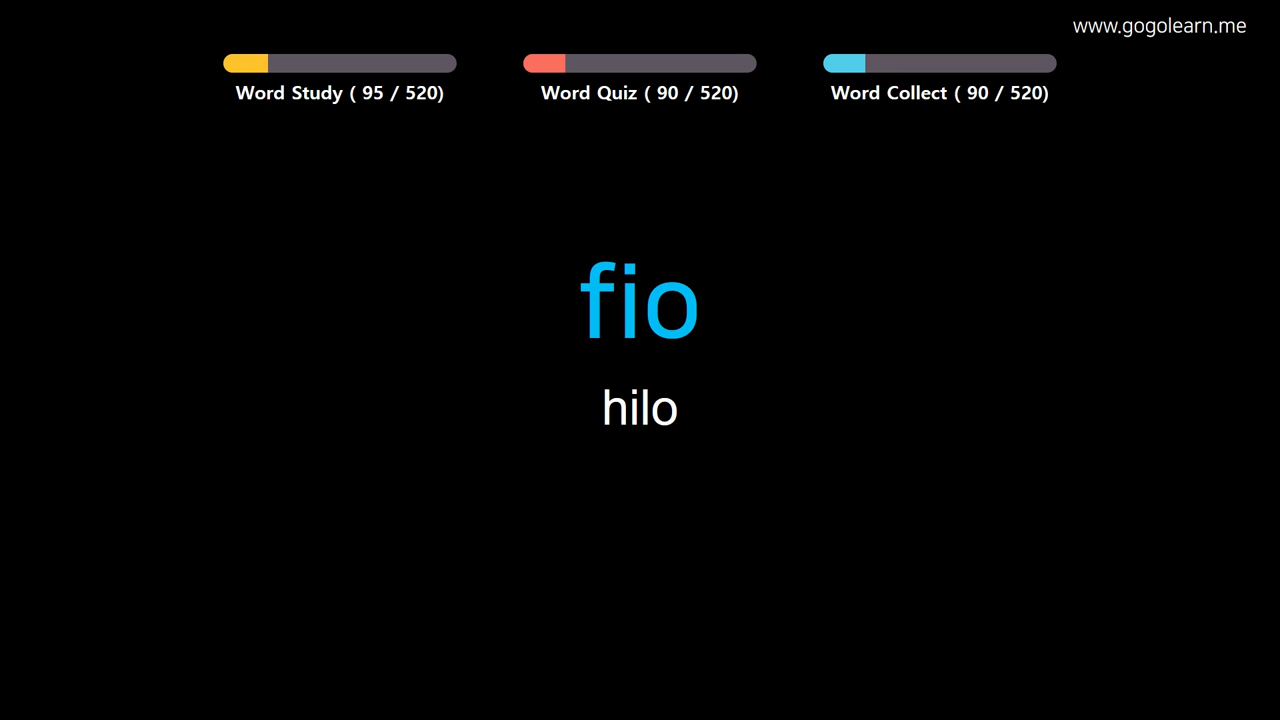 www.gogolearn.me
Word Study ( 95 / 520)
Word Quiz ( 90 / 520)
Word Collect ( 90 / 520)
fio
hilo